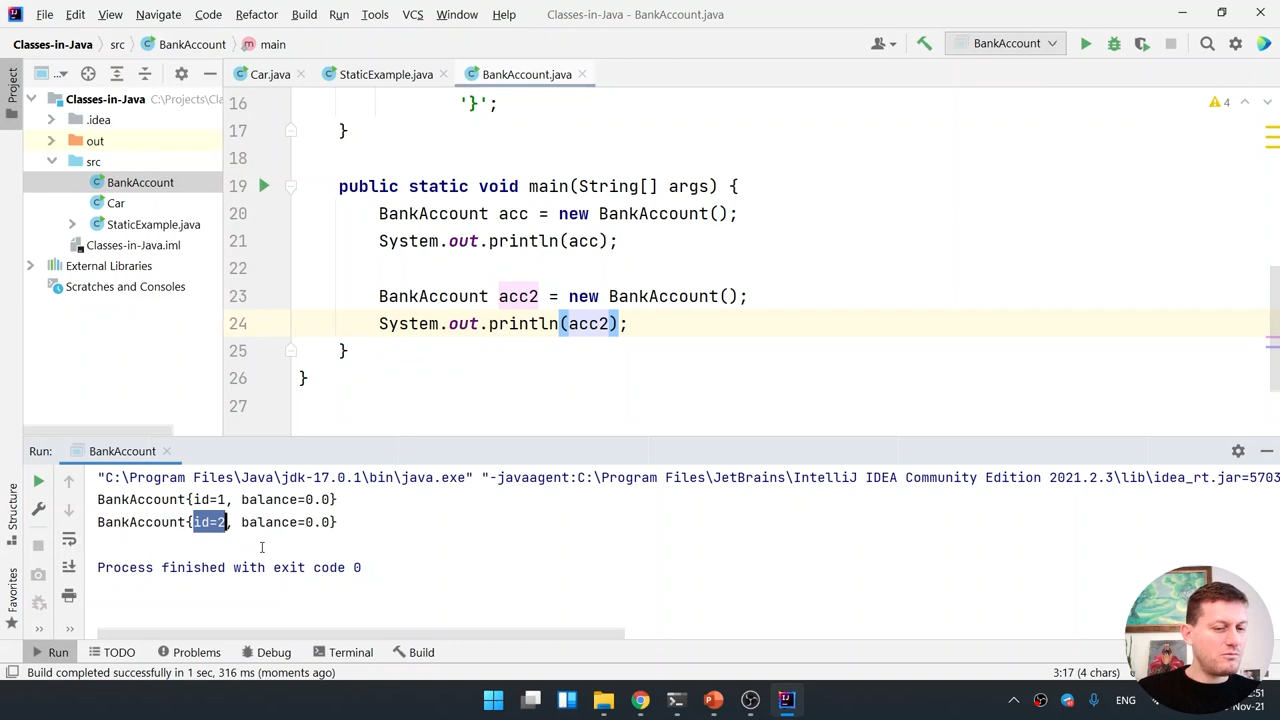 File Edit View Navigate Code Refactor Build Run Tools VCS Window Help Classes-in-Java - BankAccount.java
Classes-in-Java src BankAccount main BankAccount
Project
Car.java StaticExample.java BankAccount.java
Classes-in-Java C:\Projects\Cla
.idea
out
src
BankAccount
Car
StaticExample.java
Classes-in-Java.iml
External Libraries
Scratches and Consoles
4
16 '}';
17 }
18
19 public static void main(String[] args) {
20 BankAccount acc = new BankAccount();
21 System.out.println(acc);
22
23 BankAccount acc2 = new BankAccount();
24 System.out.println(acc2);
25 }
26 }
27
Run: BankAccount
"C:\Program Files\Java\jdk-17.0.1\bin\java.exe" "-javaagent:C:\Program Files\JetBrains\IntelliJ IDEA Community Edition 2021.2.3\lib\idea_rt.jar=5703
BankAccount{id=1, balance=0.0}
BankAccount{id=2, balance=0.0}
Process finished with exit code 0
Structure
Favorites
Run TODO Problems Debug Terminal Build
Build completed successfully in 1 sec, 316 ms (moments ago) 3:17 (4 chars)
ENG